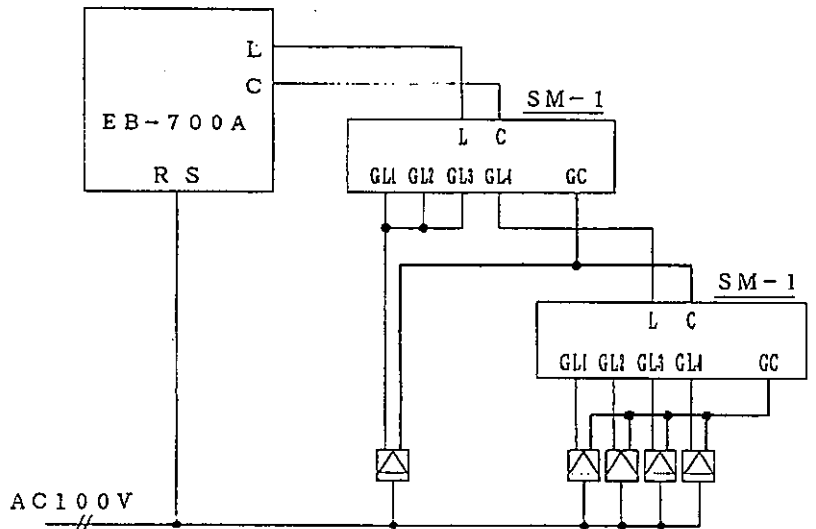 L
C
EB-700A
R S
SM-1
L C
GL1 GL2 GL3 GL4 GC
SM-1
L C
GL1 GL2 GL3 GL4 GC
AC100V